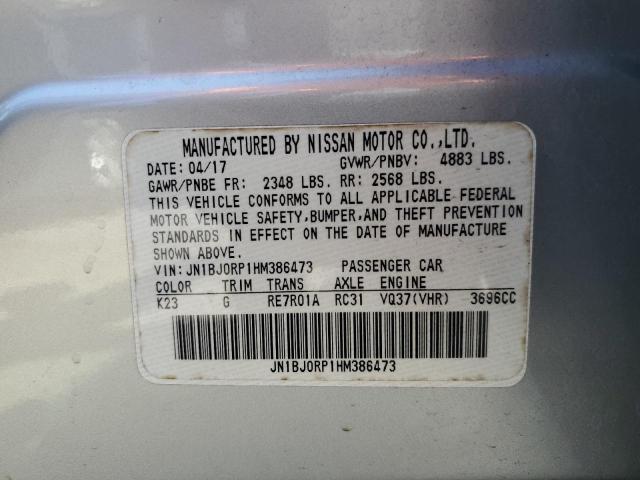 MANUFACTURED BY NISSAN MOTOR CO.,LTD.
DATE: 04/17 GVWR/PNBV: 4883 LBS.
GAWR/PNBE FR: 2348 LBS. RR: 2568 LBS.
THIS VEHICLE CONFORMS TO ALL APPLICABLE FEDERAL
MOTOR VEHICLE SAFETY,BUMPER,AND THEFT PREVENTION
STANDARDS IN EFFECT ON THE DATE OF MANUFACTURE
SHOWN ABOVE.
VIN: JN1BJ0RP1HM386473 PASSENGER CAR
COLOR TRIM TRANS AXLE ENGINE
K23 G RE7R01A RC31 VQ37(VHR) 3696CC
JN1BJ0RP1HM386473